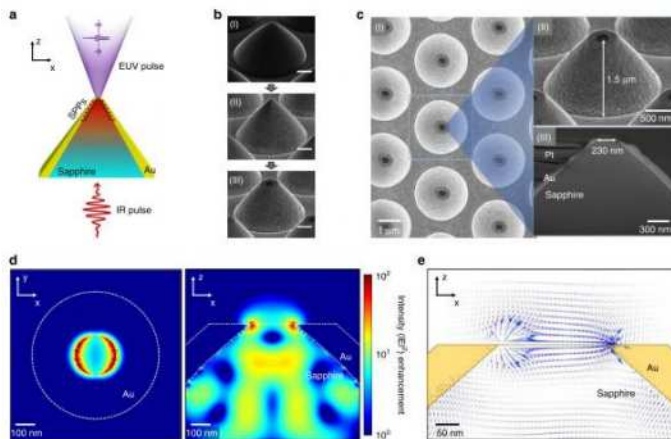 a
z
x
EUV pulse
SPPs
Sapphire
Au
IR pulse
b
(I)
(II)
(III)
c
(I)
1 µm
(II)
1.5 µm
500 nm
(III)
Pt
230 nm
Au
Sapphire
300 nm
d
y
x
Au
100 nm
z
x
Au
Sapphire
100 nm
10²
10¹
10⁰
Intensity (|E|²) enhancement
e
z
x
Au
Sapphire
50 nm